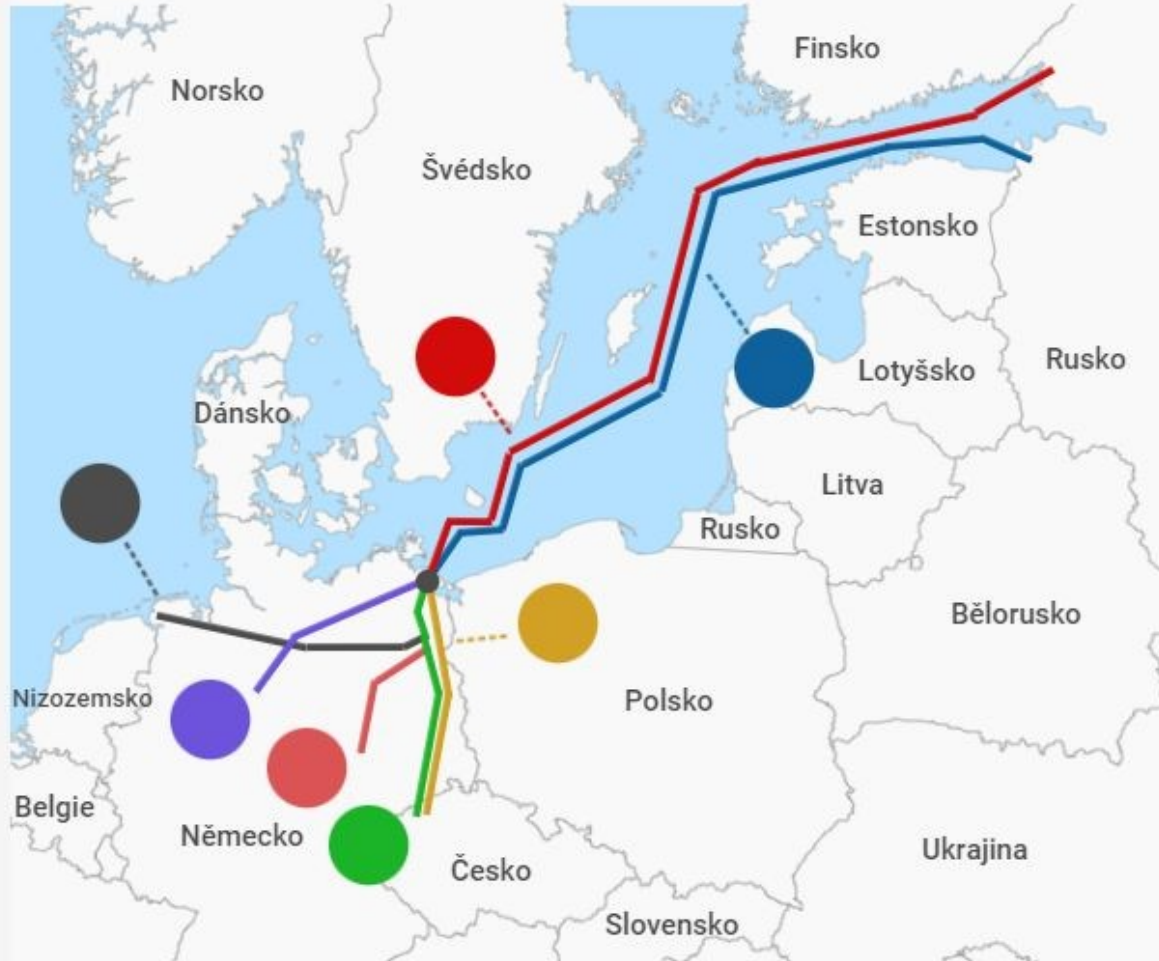 Finsko
Norsko
Švédsko
Estonsko
Rusko
Lotyšsko
Dánsko
Litva
Rusko
Bělorusko
Nizozemsko
Polsko
Belgie
Německo
Ukrajina
Česko
Slovensko